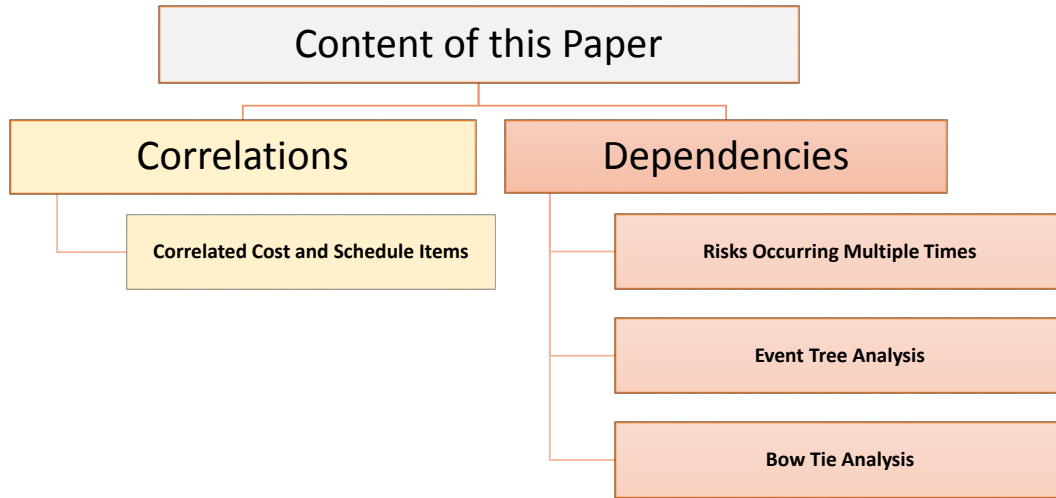 Content of this Paper
Correlations
Correlated Cost and Schedule Items
Dependencies
Risks Occurring Multiple Times
Event Tree Analysis
Bow Tie Analysis